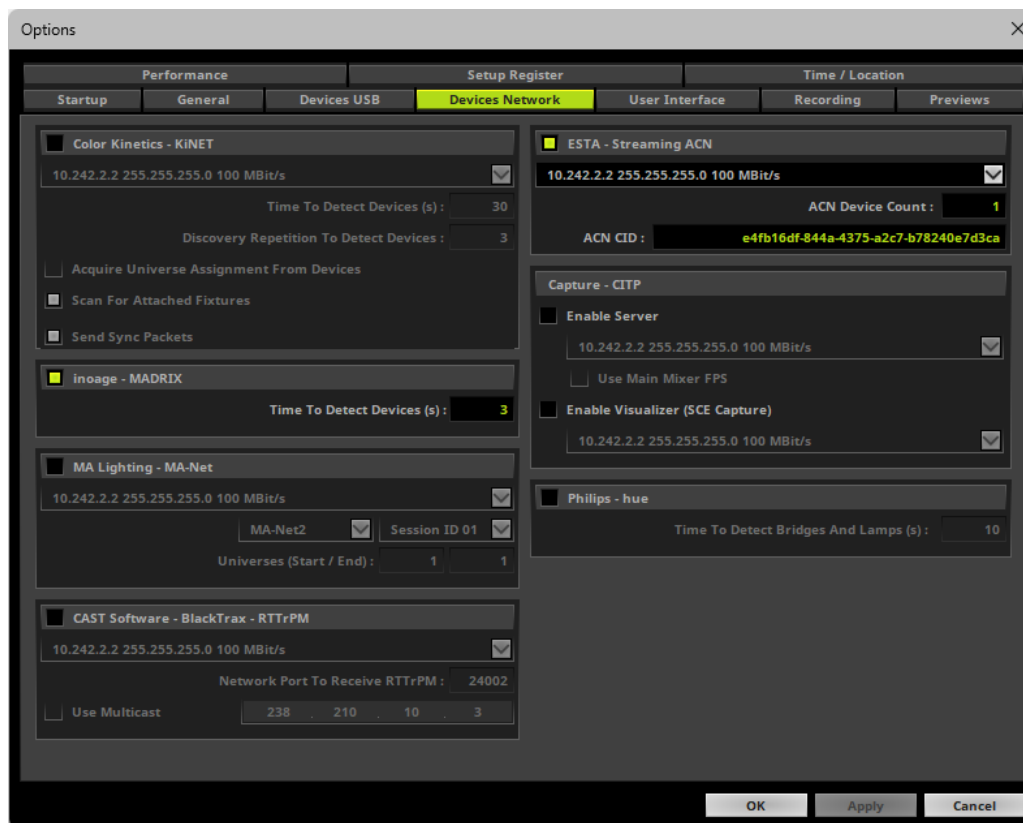 Options
Performance
Setup Register
Time / Location
Startup
General
Devices USB
Devices Network
User Interface
Recording
Previews
Color Kinetics - KiNET
10.242.2.2 255.255.255.0 100 MBit/s
Time To Detect Devices (s) : 30
Discovery Repetition To Detect Devices : 3
Acquire Universe Assignment From Devices
Scan For Attached Fixtures
Send Sync Packets
inoage - MADRIX
Time To Detect Devices (s) : 3
MA Lighting - MA-Net
10.242.2.2 255.255.255.0 100 MBit/s
MA-Net2 Session ID 01
Universes (Start / End) : 1 1
CAST Software - BlackTrax - RTTrPM
10.242.2.2 255.255.255.0 100 MBit/s
Network Port To Receive RTTrPM : 24002
Use Multicast 238 . 210 . 10 . 3
ESTA - Streaming ACN
10.242.2.2 255.255.255.0 100 MBit/s
ACN Device Count : 1
ACN CID : e4fb16df-844a-4375-a2c7-b78240e7d3ca
Capture - CITP
Enable Server
10.242.2.2 255.255.255.0 100 MBit/s
Use Main Mixer FPS
Enable Visualizer (SCE Capture)
10.242.2.2 255.255.255.0 100 MBit/s
Philips - hue
Time To Detect Bridges And Lamps (s) : 10
OK
Apply
Cancel